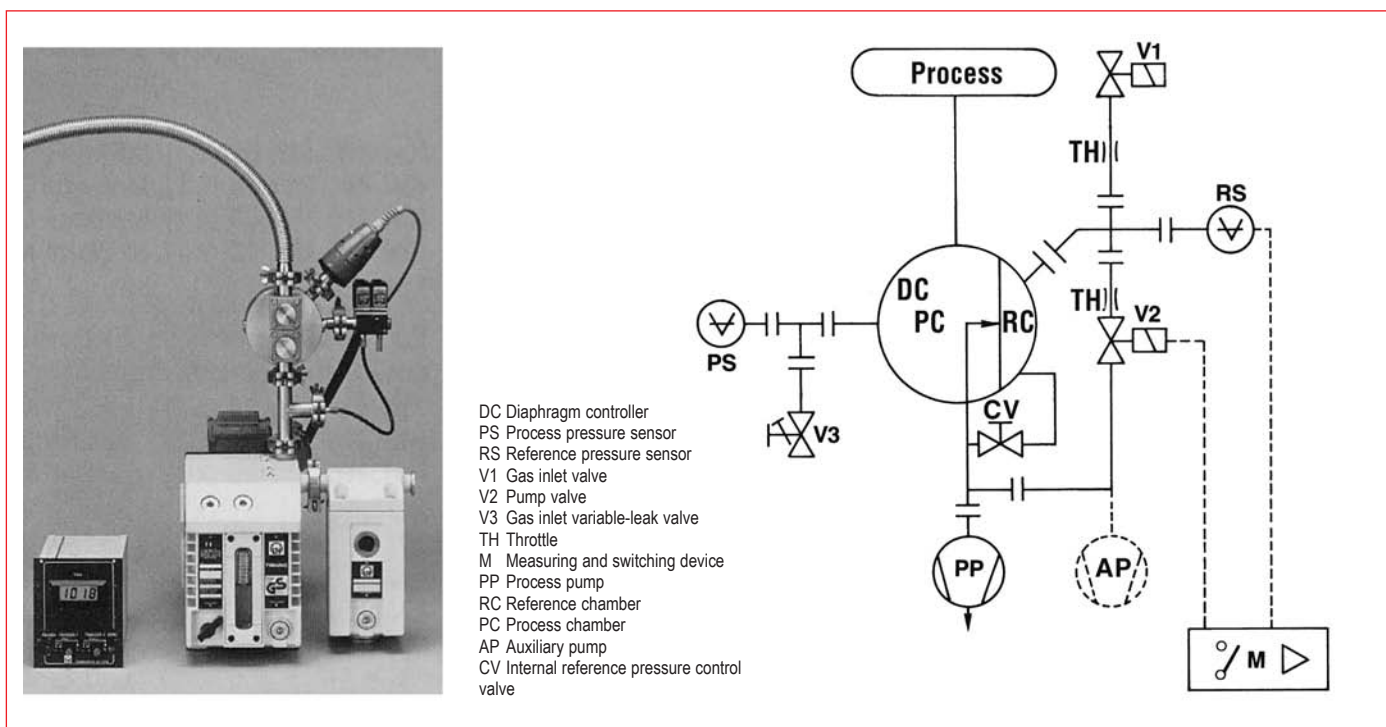 1018
DC Diaphragm controller
PS Process pressure sensor
RS Reference pressure sensor
V1 Gas inlet valve
V2 Pump valve
V3 Gas inlet variable-leak valve
TH Throttle
M Measuring and switching device
PP Process pump
RC Reference chamber
PC Process chamber
AP Auxiliary pump
CV Internal reference pressure control
valve
Process
V1
TH
RS
DC
PC
RC
TH
V2
PS
V3
CV
PP
AP
M